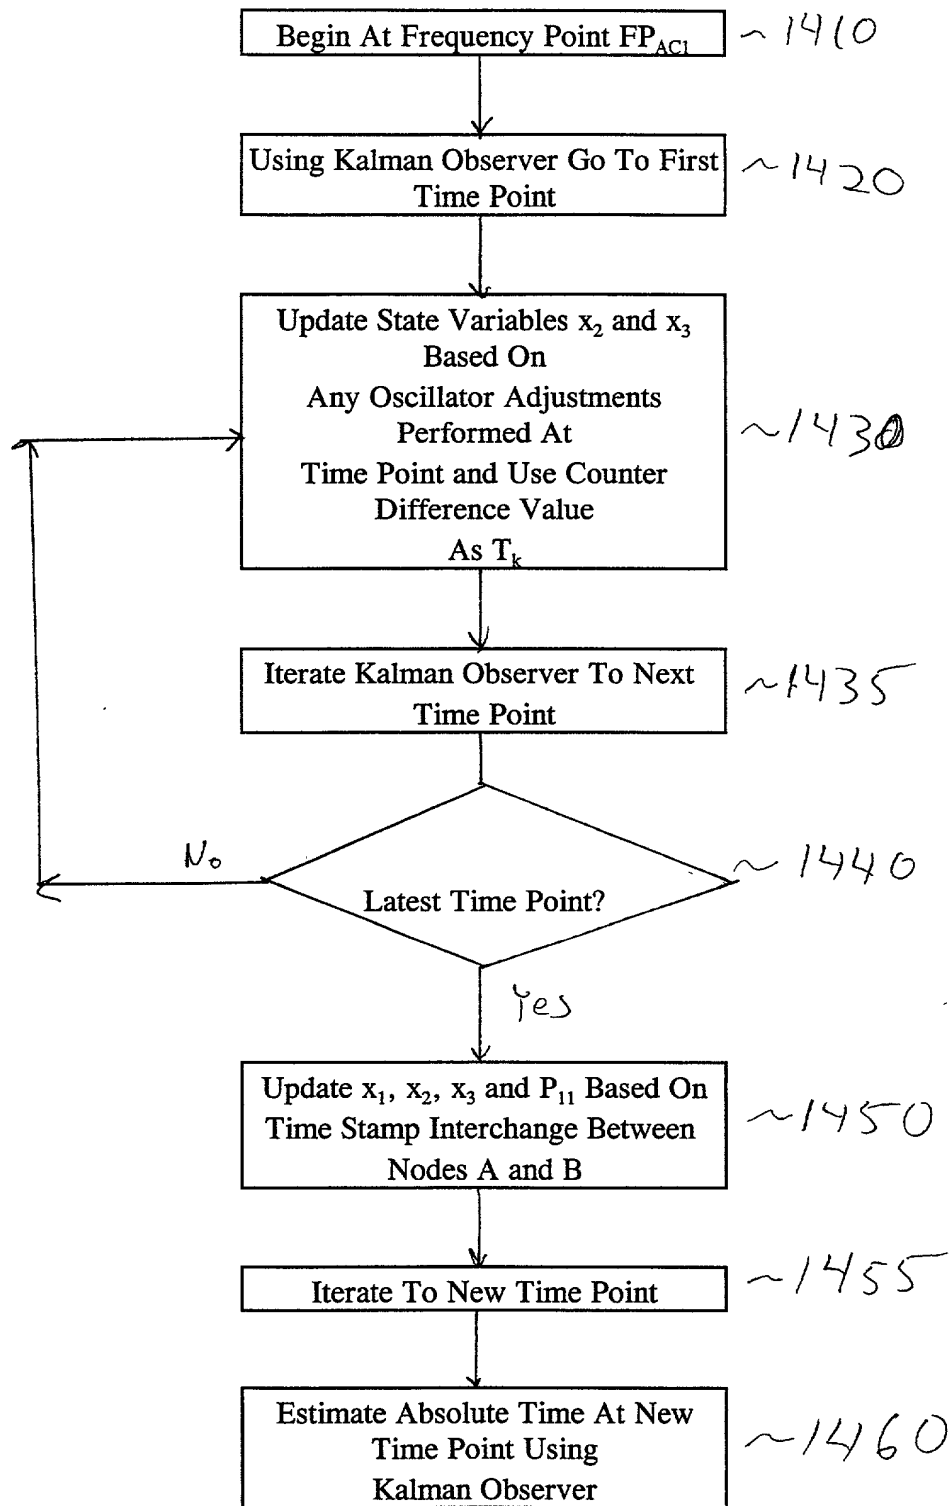 Begin At Frequency Point FP_AC1
~1410
Using Kalman Observer Go To First
Time Point
~1420
Update State Variables x₂ and x₃
Based On
Any Oscillator Adjustments
Performed At
Time Point and Use Counter
Difference Value
As T_k
~1430
Iterate Kalman Observer To Next
Time Point
~1435
Latest Time Point?
~1440
No
Yes
Update x₁, x₂, x₃ and P₁₁ Based On
Time Stamp Interchange Between
Nodes A and B
~1450
Iterate To New Time Point
~1455
Estimate Absolute Time At New
Time Point Using
Kalman Observer
~1460